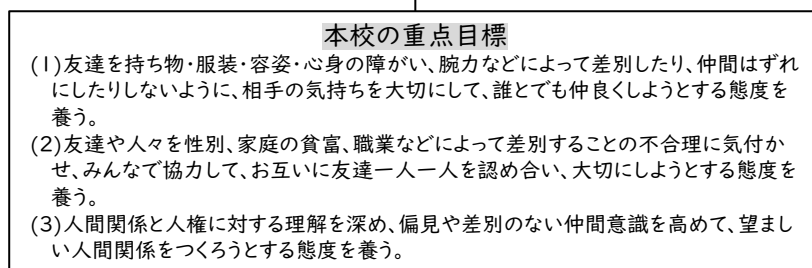 本校の重点目標
(1)友達を持ち物・服装・容姿・心身の障がい、腕力などによって差別したり、仲間はずれ
にしたりしないように、相手の気持ちを大切にして、誰とでも仲良くしようとする態度を
養う。
(2)友達や人々を性別、家庭の貧富、職業などによって差別することの不合理に気付か
せ、みんなで協力して、お互いに友達一人一人を認め合い、大切にしようとする態度を
養う。
(3)人間関係と人権に対する理解を深め、偏見や差別のない仲間意識を高めて、望まし
い人間関係をつくろうとする態度を養う。